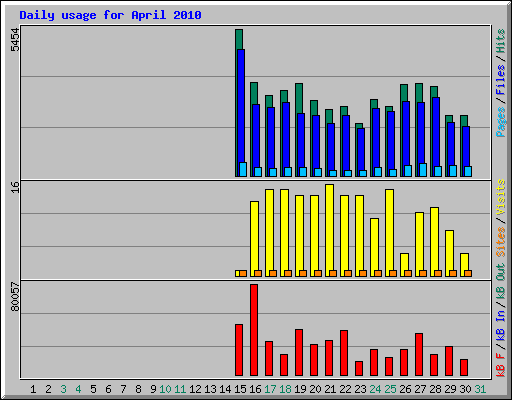 Daily usage for April 2010
5454
16
80057
Pages / Files / Hits
Sites / Visits
kB F / kB In / kB Out
1 2 3 4 5 6 7 8 9 10 11 12 13 14 15 16 17 18 19 20 21 22 23 24 25 26 27 28 29 30 31